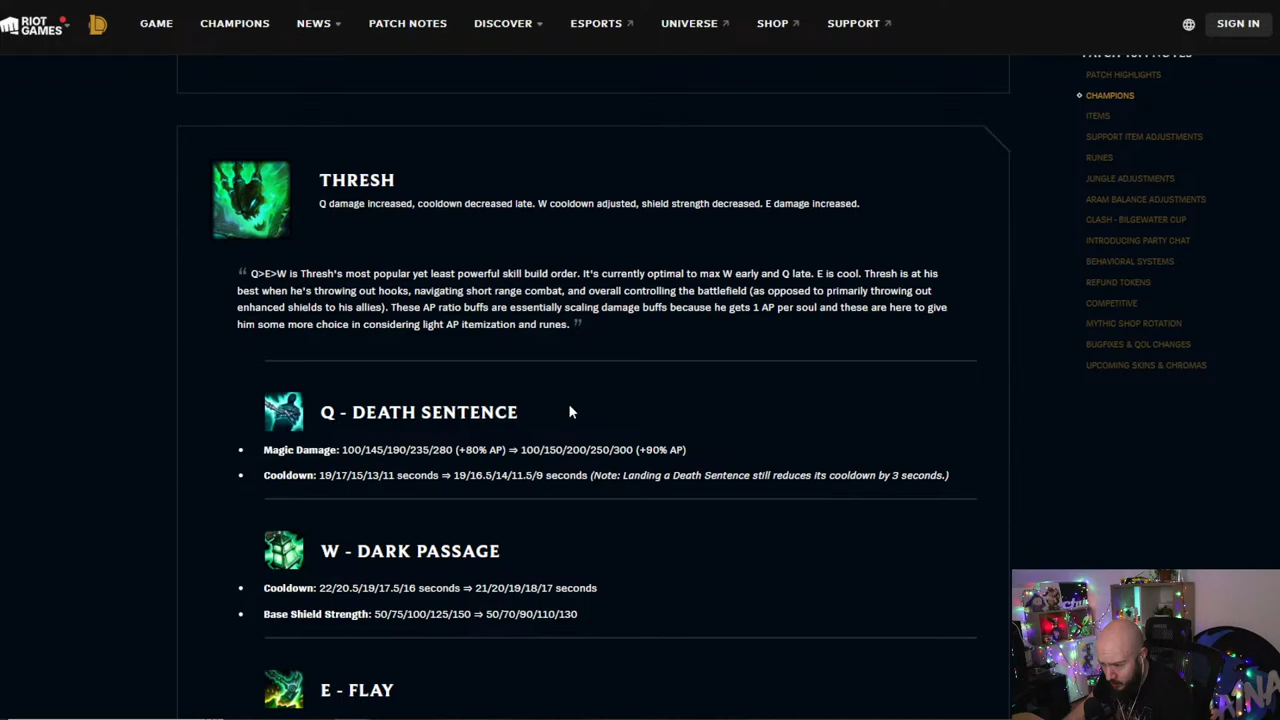 RIOT GAMES
GAME
CHAMPIONS
NEWS
PATCH NOTES
DISCOVER
ESPORTS
UNIVERSE
SHOP
SUPPORT
SIGN IN
PATCH HIGHLIGHTS
CHAMPIONS
ITEMS
SUPPORT ITEM ADJUSTMENTS
RUNES
JUNGLE ADJUSTMENTS
ARAM BALANCE ADJUSTMENTS
CLASH - BILGEWATER CUP
INTRODUCING PARTY CHAT
BEHAVIORAL SYSTEMS
REFUND TOKENS
COMPETITIVE
MYTHIC SHOP ROTATION
BUGFIXES & QOL CHANGES
UPCOMING SKINS & CHROMAS
THRESH
Q damage increased, cooldown decreased late. W cooldown adjusted, shield strength decreased. E damage increased.
“ Q>E>W is Thresh's most popular yet least powerful skill build order. It's currently optimal to max W early and Q late. E is cool. Thresh is at his
best when he's throwing out hooks, navigating short range combat, and overall controlling the battlefield (as opposed to primarily throwing out
enhanced shields to his allies). These AP ratio buffs are essentially scaling damage buffs because he gets 1 AP per soul and these are here to give
him some more choice in considering light AP itemization and runes. ”
Q - DEATH SENTENCE
• Magic Damage: 100/145/190/235/280 (+80% AP) ⇒ 100/150/200/250/300 (+90% AP)
• Cooldown: 19/17/15/13/11 seconds ⇒ 19/16.5/14/11.5/9 seconds (Note: Landing a Death Sentence still reduces its cooldown by 3 seconds.)
W - DARK PASSAGE
• Cooldown: 22/20.5/19/17.5/16 seconds ⇒ 21/20/19/18/17 seconds
• Base Shield Strength: 50/75/100/125/150 ⇒ 50/70/90/110/130
E - FLAY